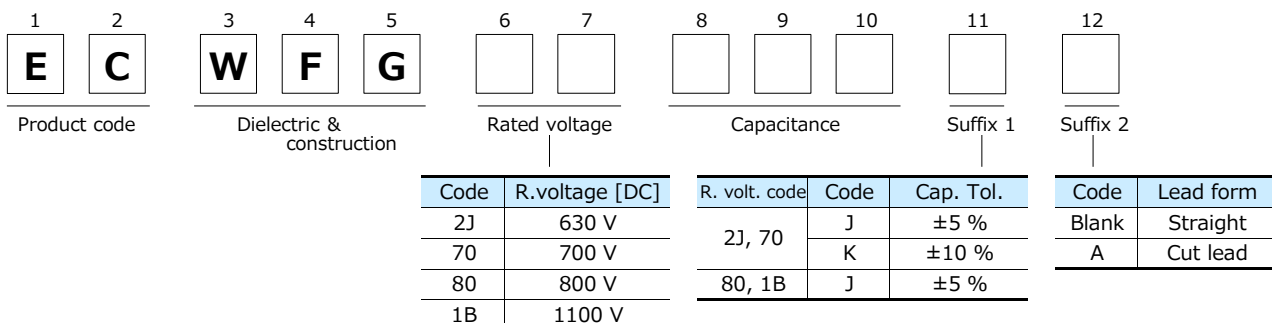 1 2 3 4 5 6 7 8 9 10 11 12
E C W F G
Product code Dielectric & construction Rated voltage Capacitance Suffix 1 Suffix 2
Code R.voltage [DC]
2J 630 V
70 700 V
80 800 V
1B 1100 V
R. volt. code Code Cap. Tol.
2J, 70 J ±5 %
K ±10 %
80, 1B J ±5 %
Code Lead form
Blank Straight
A Cut lead